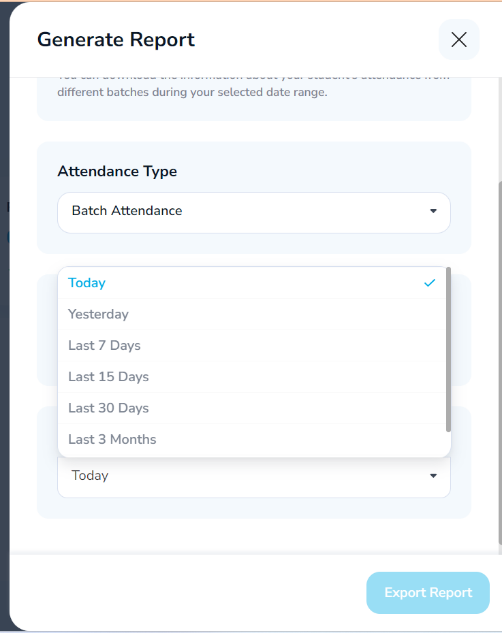 Generate Report
You can download the information about your student's attendance from
different batches during your selected date range.
Attendance Type
Batch Attendance
Today
Yesterday
Last 7 Days
Last 15 Days
Last 30 Days
Last 3 Months
Today
Export Report